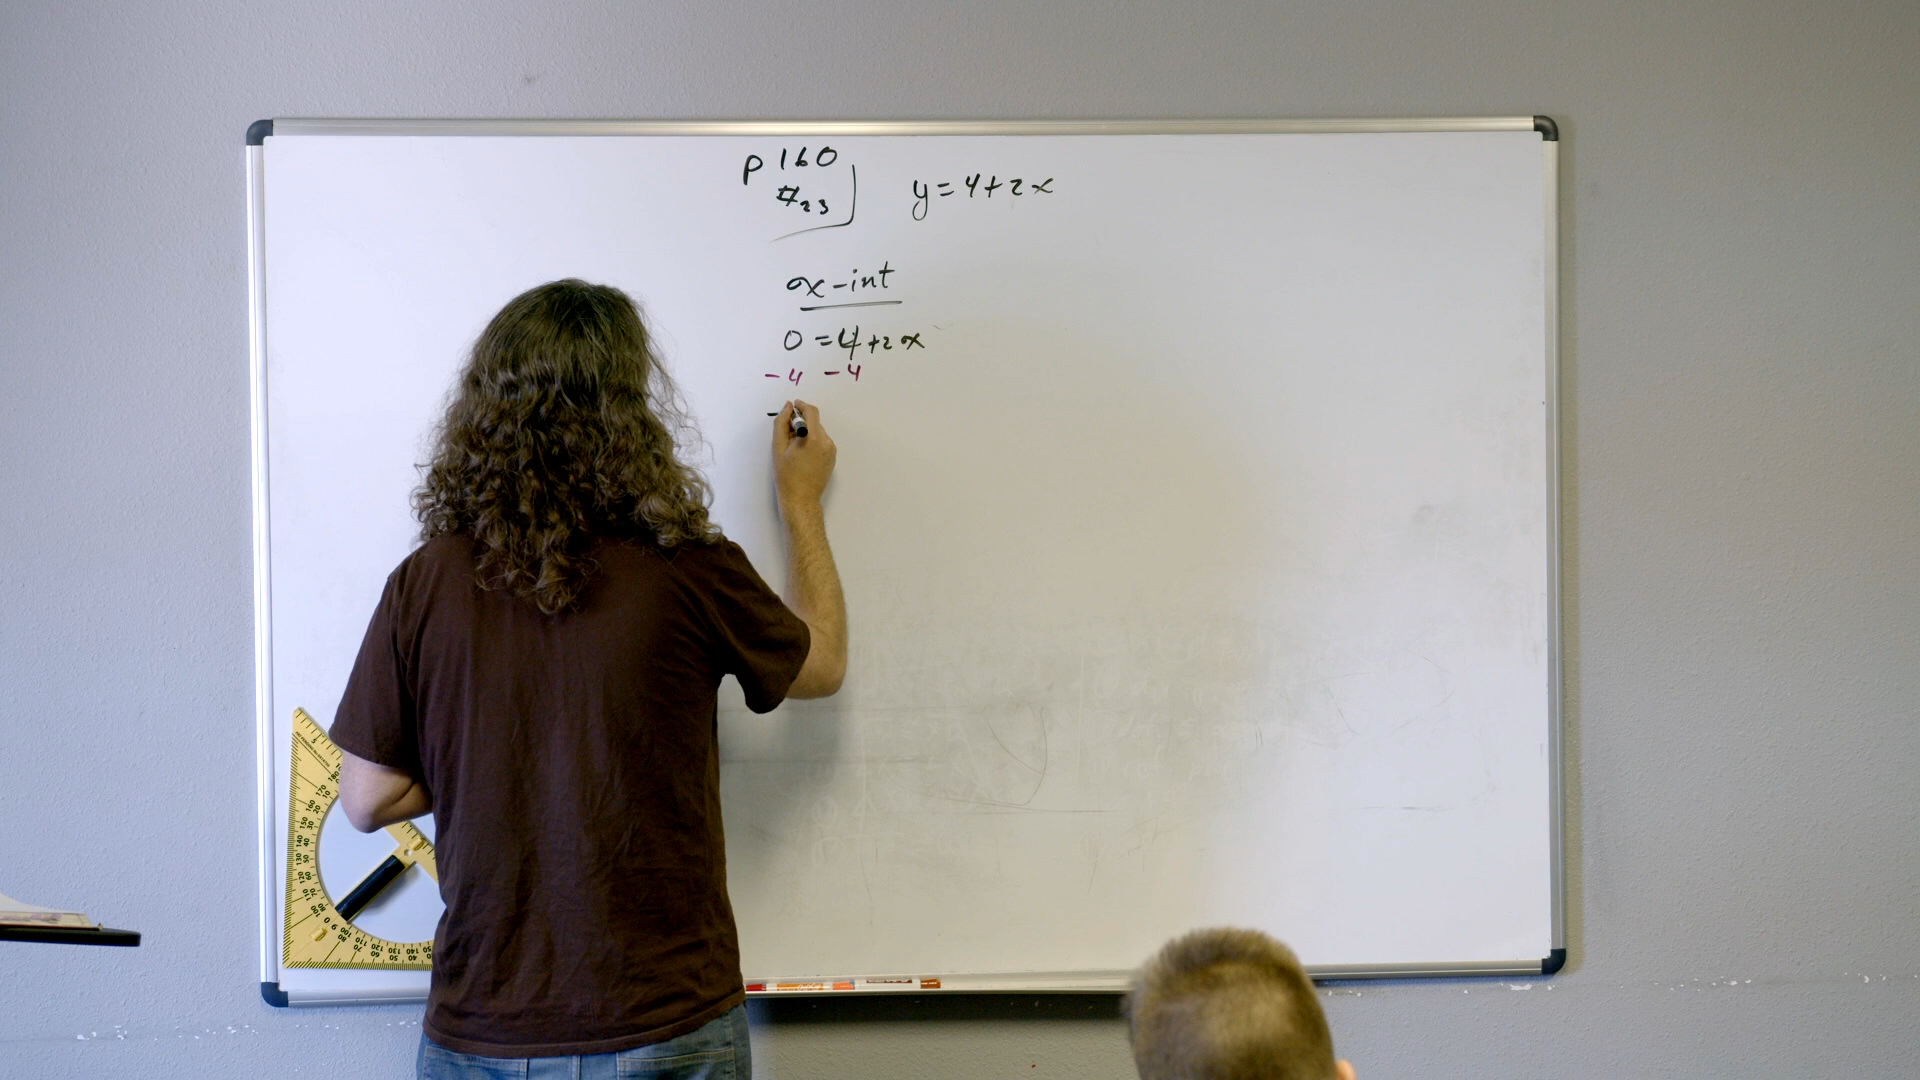 p 160
#23
y = 4 + 2x
x-int
0 = 4 + 2x
-4 -4
-